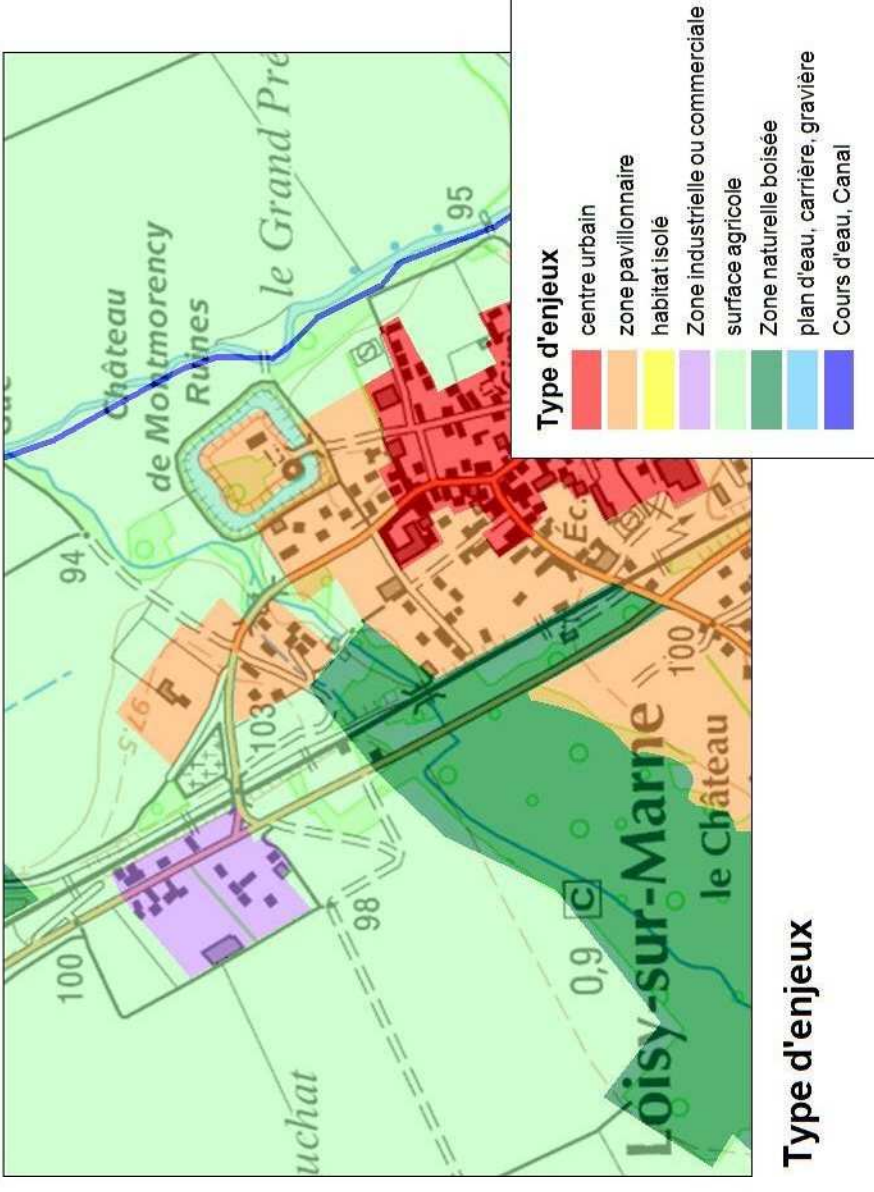 Château
de Montmorency
Ruines
le Grand Pré
94
95
97,5
103
100
98
uchat
0,9
C
Éc.
100
Loisy-sur-Marne
le Château
Type d'enjeux
centre urbain
zone pavillonnaire
habitat isolé
Zone industrielle ou commerciale
surface agricole
Zone naturelle boisée
plan d'eau, carrière, gravière
Cours d'eau, Canal
Type d'enjeux